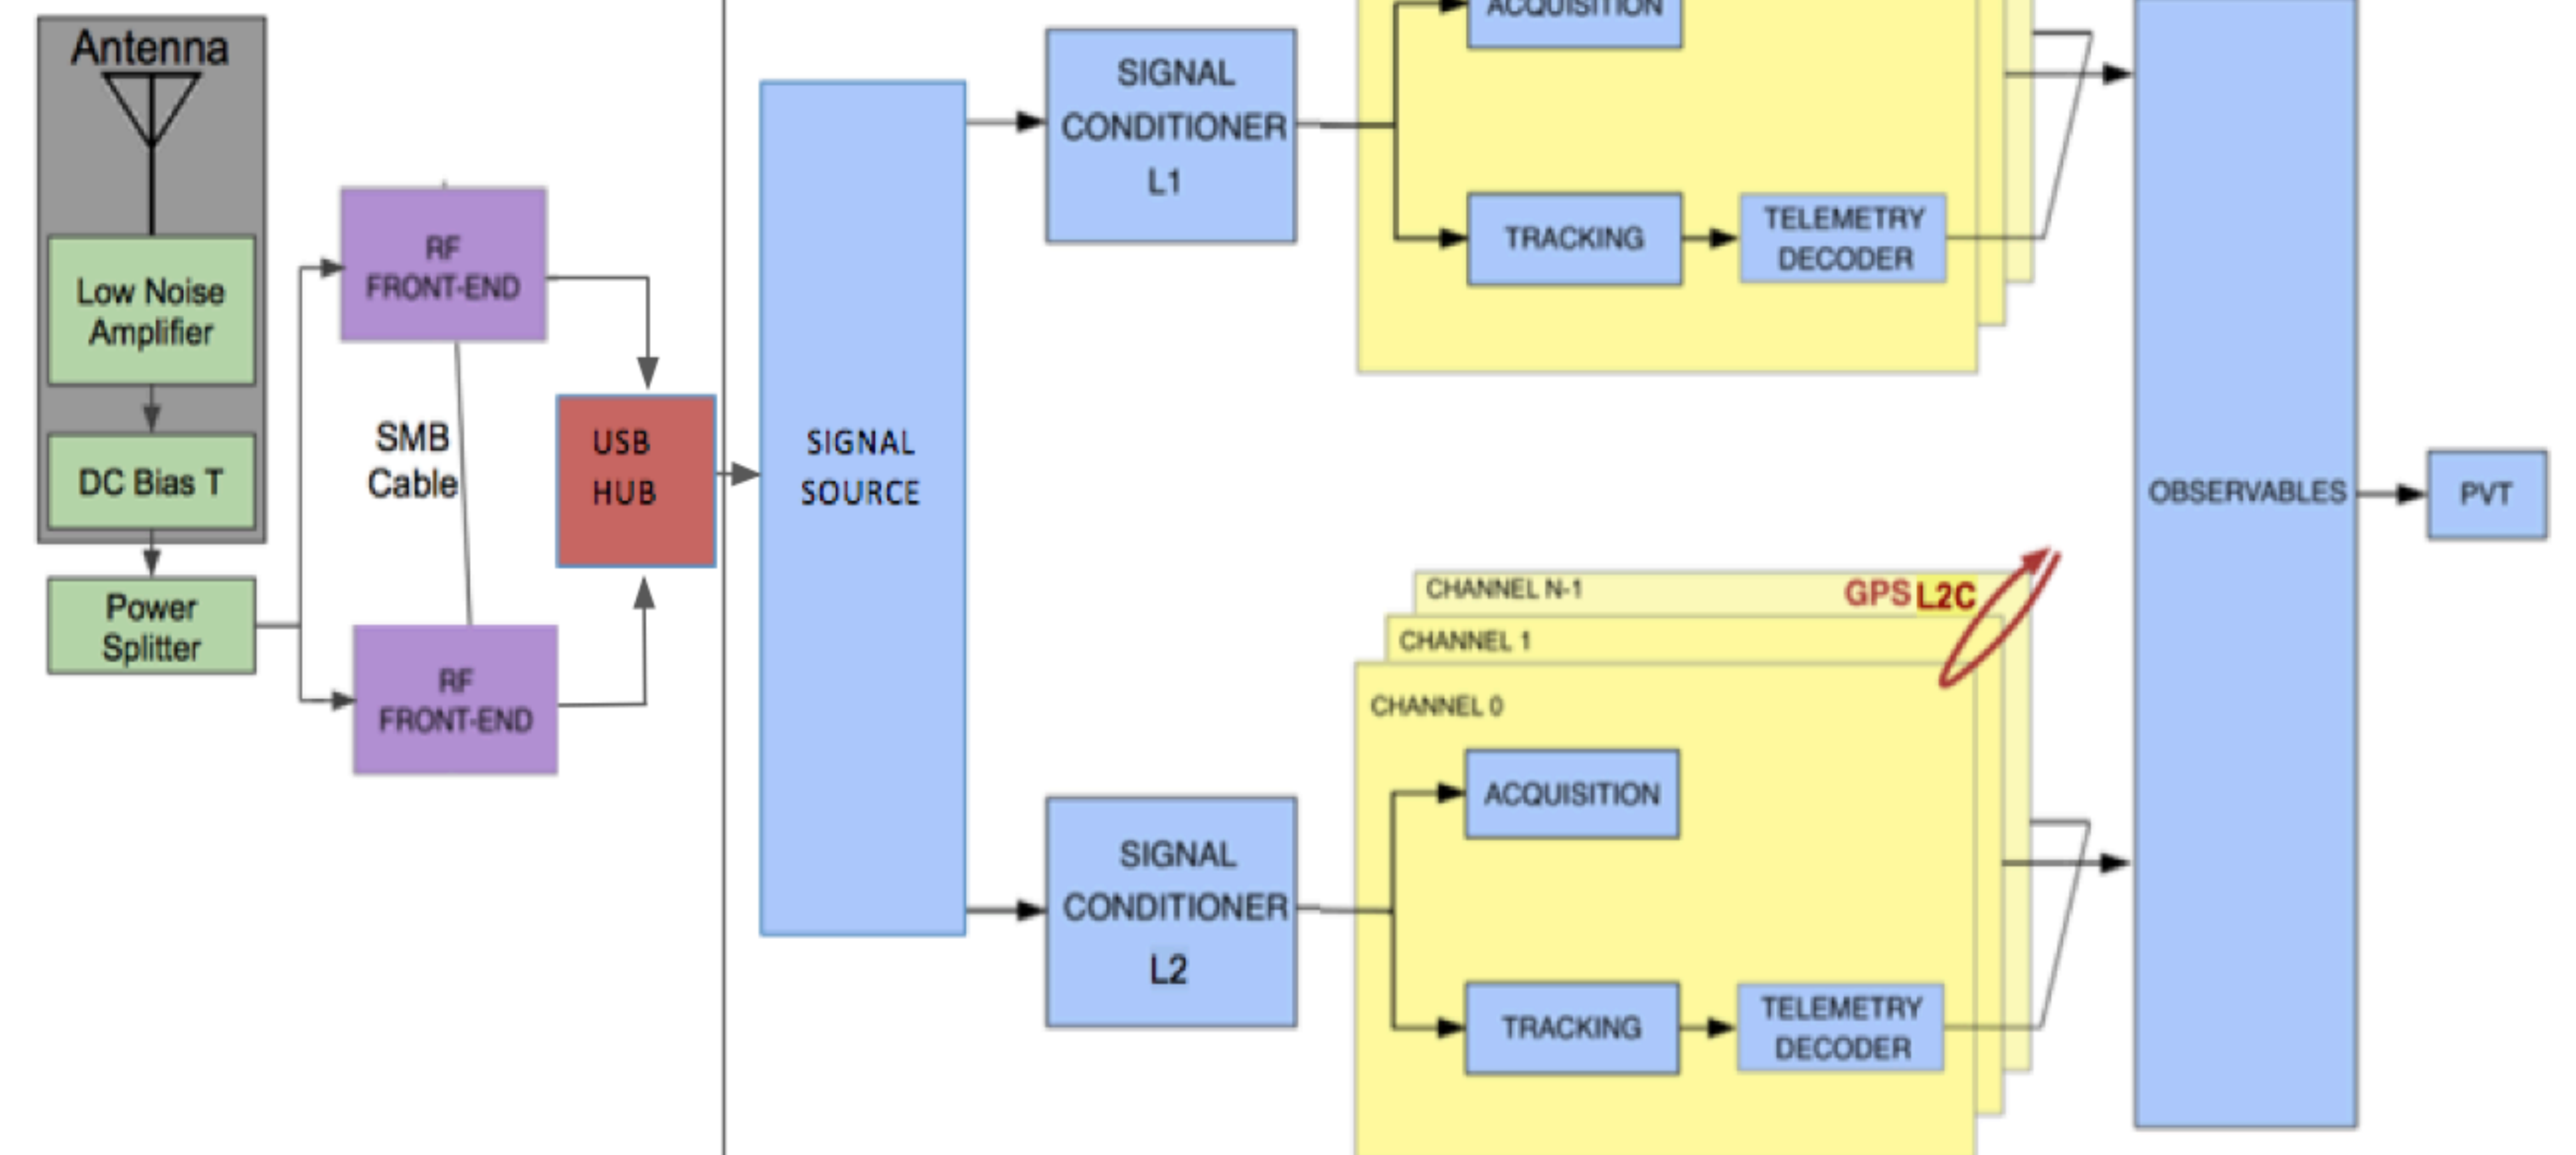 Antenna
Low Noise
Amplifier
DC Bias T
Power
Splitter
RF
FRONT-END
SMB
Cable
RF
FRONT-END
USB
HUB
SIGNAL
SOURCE
SIGNAL
CONDITIONER
L1
ACQUISITION
TRACKING
TELEMETRY
DECODER
SIGNAL
CONDITIONER
L2
CHANNEL N-1
GPS L2C
CHANNEL 1
CHANNEL 0
ACQUISITION
TRACKING
TELEMETRY
DECODER
OBSERVABLES
PVT